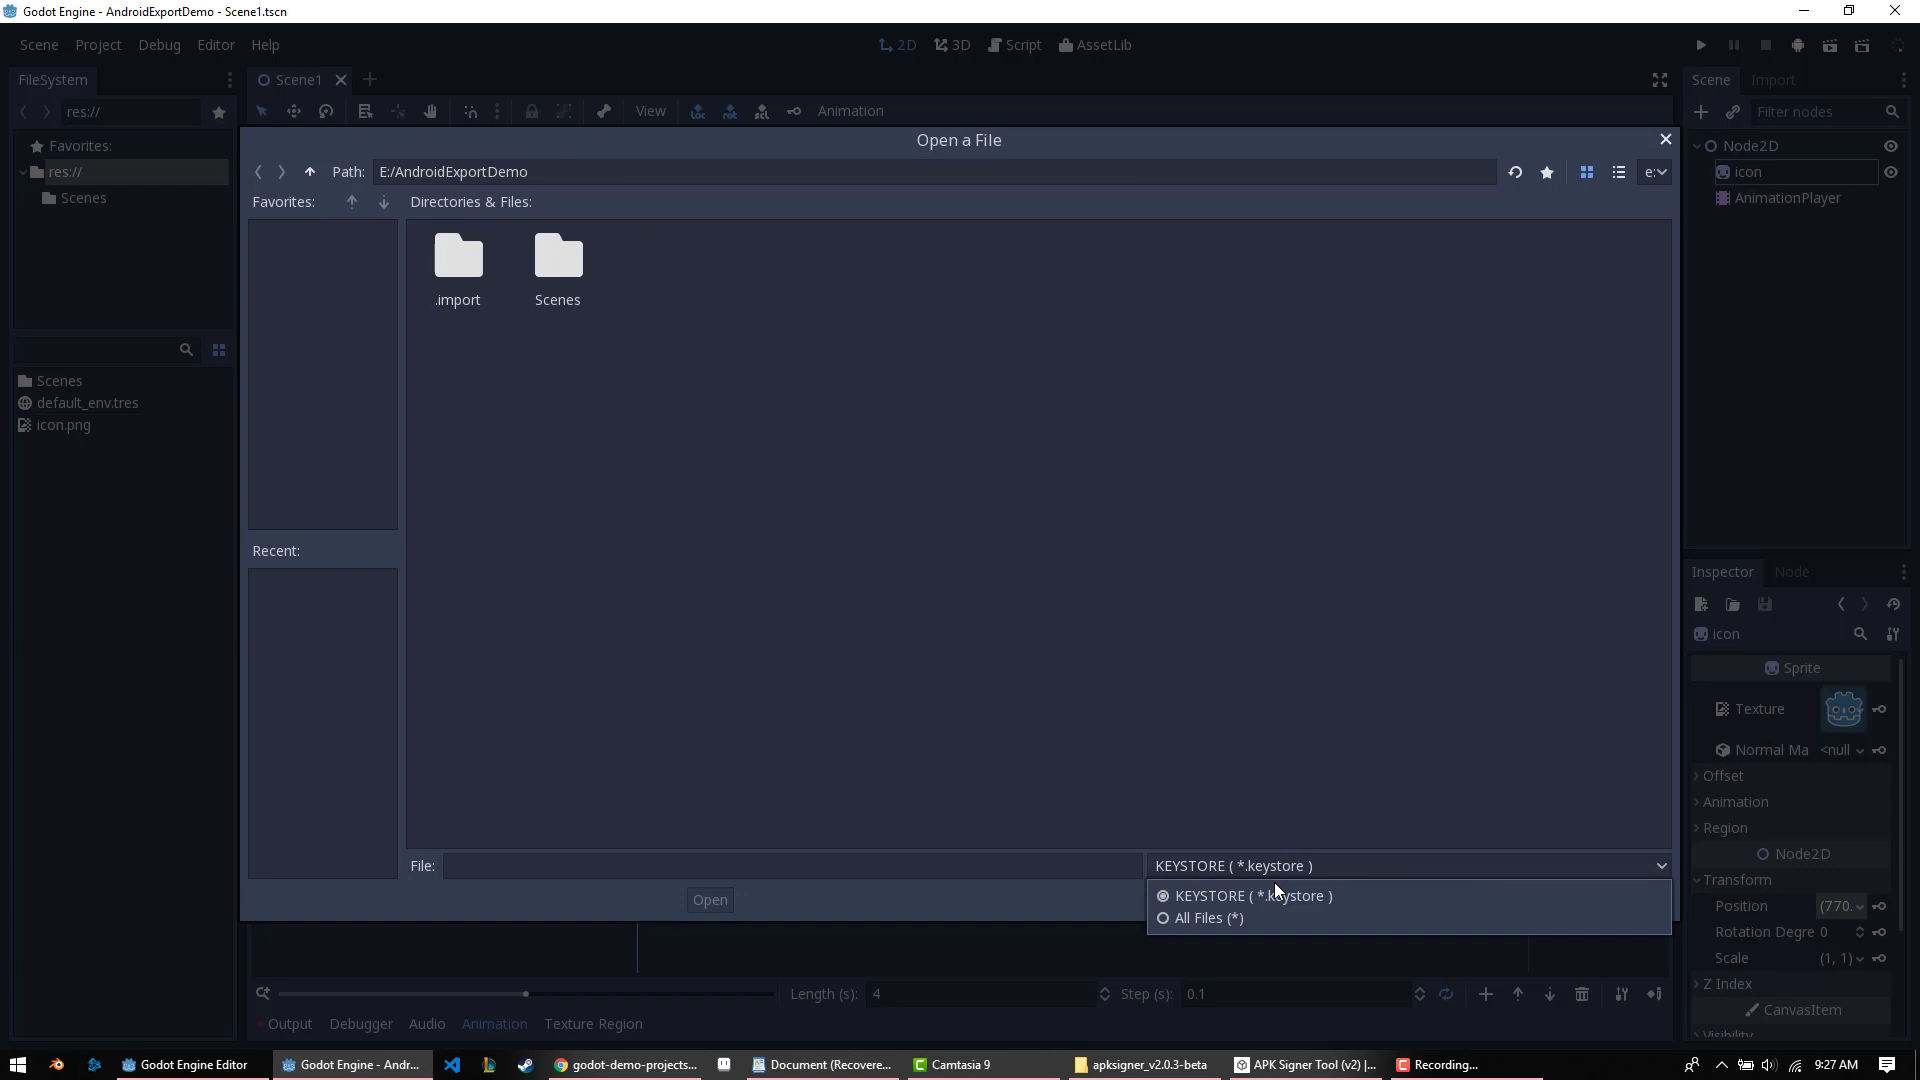 Godot Engine - AndroidExportDemo - Scene1.tscn
Scene Project Debug Editor Help
2D 3D Script AssetLib
FileSystem
Scene1
Scene Import
res://
View
Animation
Filter nodes
Favorites:
res://
Scenes
Scenes
default_env.tres
icon.png
Open a File
Path: E:/AndroidExportDemo
e:
Favorites:
Directories & Files:
.import
Scenes
Recent:
File:
KEYSTORE ( *.keystore )
KEYSTORE ( *.keystore )
All Files (*)
Open
Node2D
icon
AnimationPlayer
Inspector Node
icon
Sprite
Texture
Normal Ma <null
Offset
Animation
Region
Node2D
Transform
Position (770.
Rotation Degre 0
Scale (1, 1)
Z Index
CanvasItem
Visibility
Length (s): 4
Step (s): 0.1
Output Debugger Audio Animation Texture Region
Godot Engine Editor
Godot Engine - Andr...
godot-demo-projects...
Document (Recovere...
Camtasia 9
apksigner_v2.0.3-beta
APK Signer Tool (v2) |...
Recording...
9:27 AM